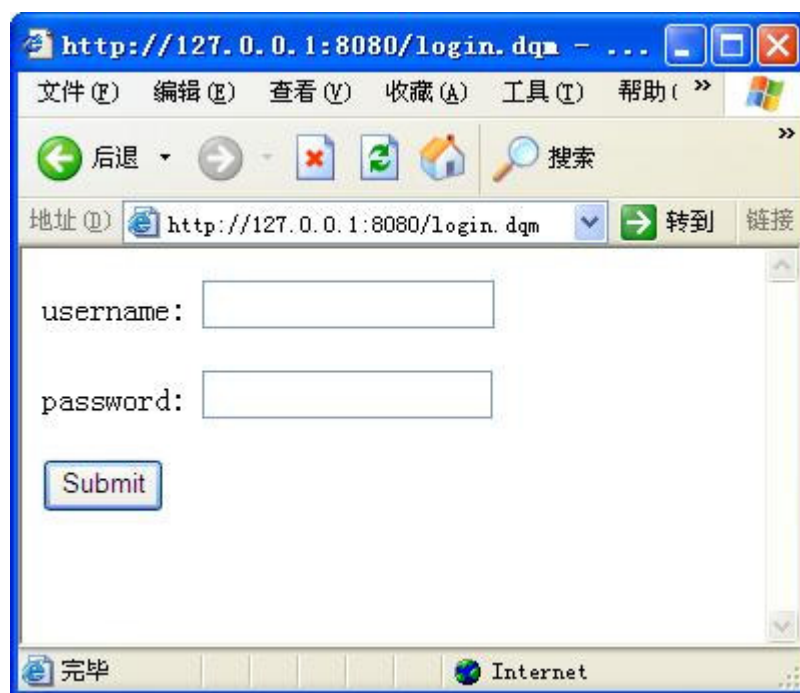 http://127.0.0.1:8080/login.dqm - ...
文件(F) 编辑(E) 查看(V) 收藏(A) 工具(T) 帮助( »
后退 搜索 »
地址(D) http://127.0.0.1:8080/login.dqm 转到 链接
username:
password:
Submit
完毕 Internet